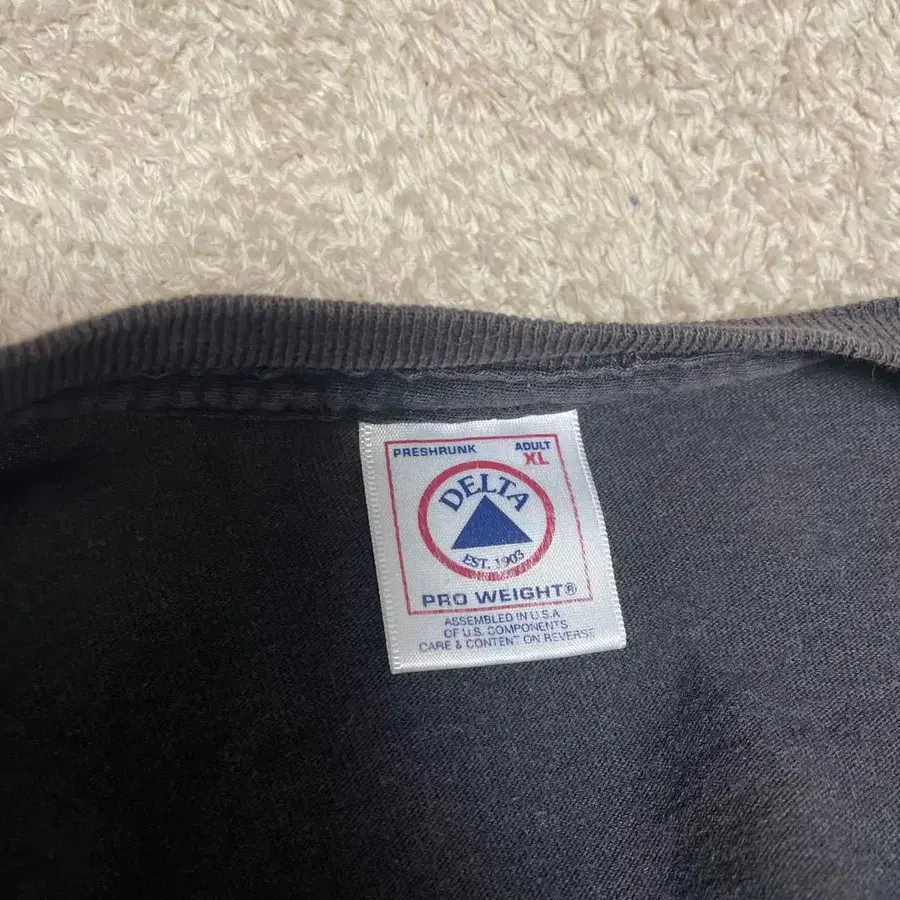 PRESHRUNK
ADULT
XL
DELTA
EST. 1903
PRO WEIGHT®
ASSEMBLED IN U.S.A
OF U.S. COMPONENTS
CARE & CONTENT ON REVERSE